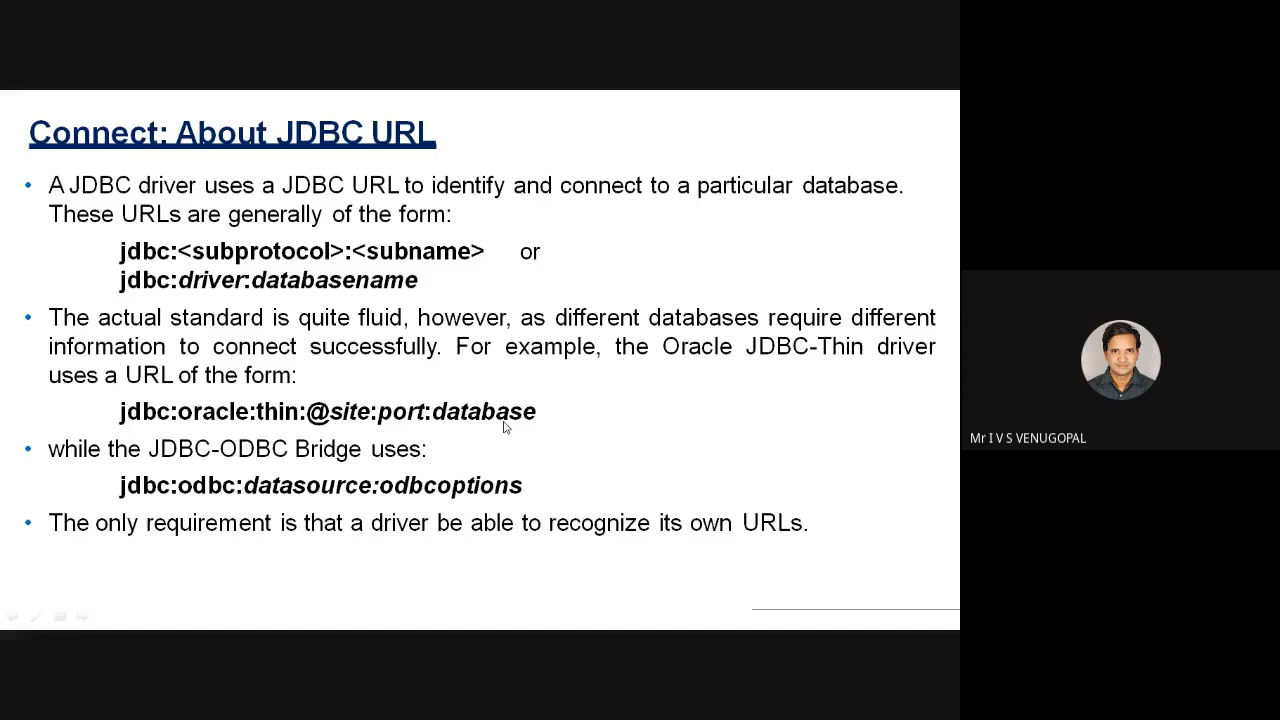 Connect: About JDBC URL
• A JDBC driver uses a JDBC URL to identify and connect to a particular database.
These URLs are generally of the form:
jdbc:<subprotocol>:<subname> or
jdbc:driver:databasename
• The actual standard is quite fluid, however, as different databases require different
information to connect successfully. For example, the Oracle JDBC-Thin driver
uses a URL of the form:
jdbc:oracle:thin:@site:port:database
• while the JDBC-ODBC Bridge uses:
jdbc:odbc:datasource:odbcoptions
• The only requirement is that a driver be able to recognize its own URLs.
Mr I V S VENUGOPAL